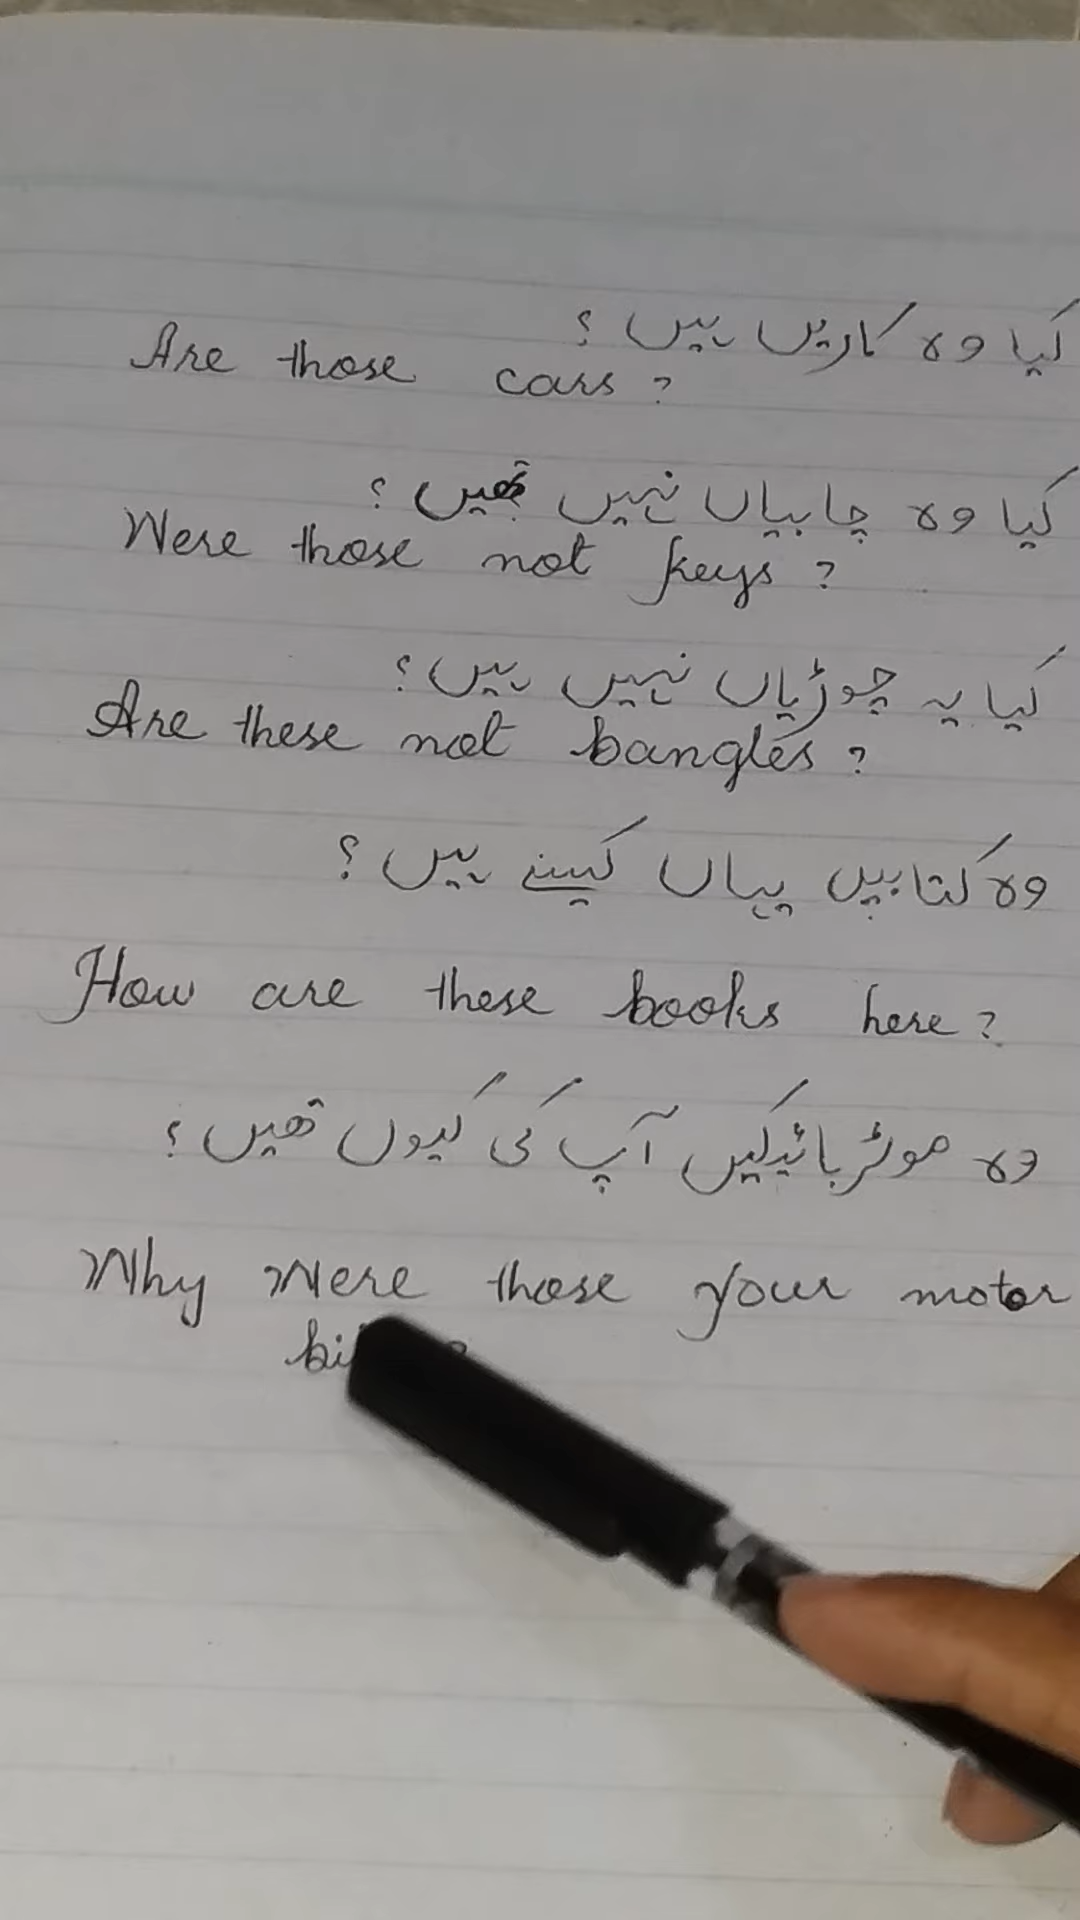 کیا وہ کاریں ہیں ؟
Are those cars ?
کیا وہ چابیاں نہیں تھیں ؟
Were those not keys ?
کیا یہ چوڑیاں نہیں ہیں ؟
Are these not bangles ?
وہ کتابیں یہاں کیسے ہیں ؟
How are these books here ?
وہ موٹر بائیکیں آپ کی کیوں تھیں ؟
Why Were those your motor